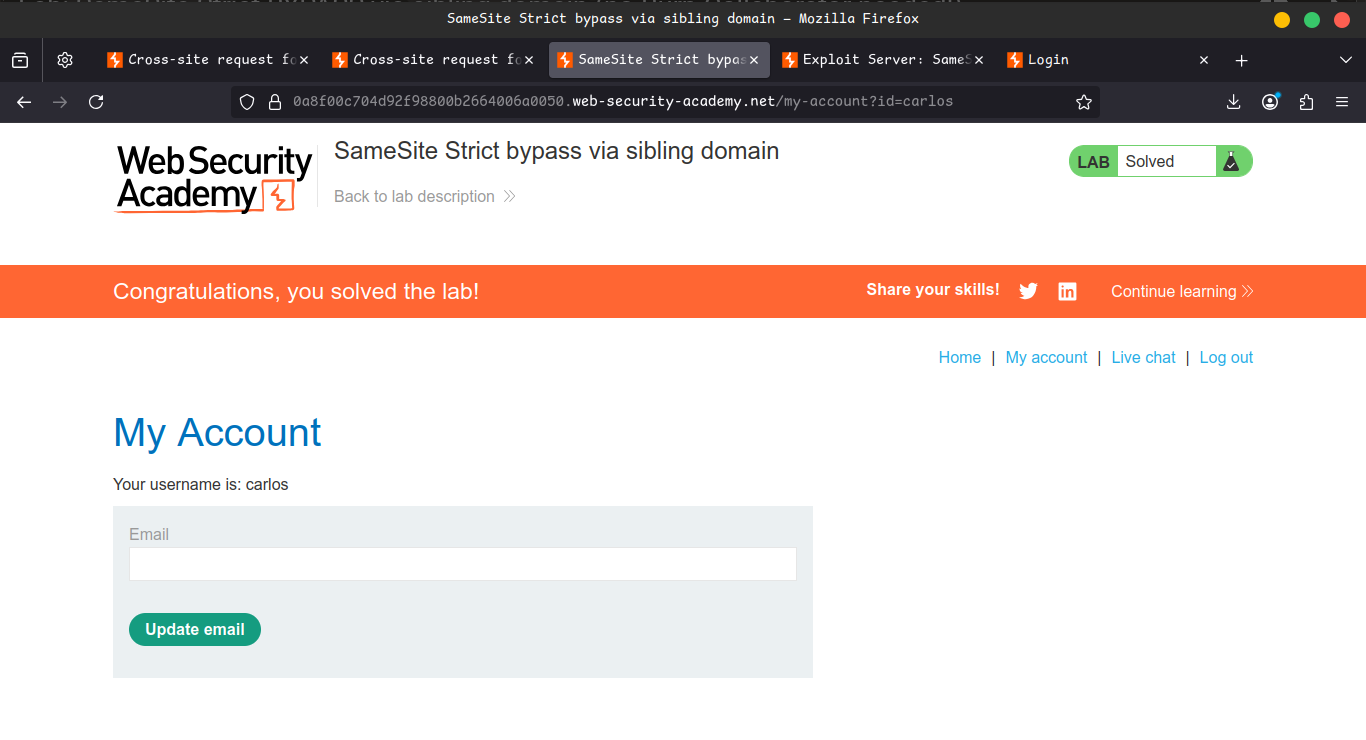 SameSite Strict bypass via sibling domain — Mozilla Firefox
Cross-site request fo
Cross-site request fo
SameSite Strict bypas
Exploit Server: SameS
Login
0a8f00c704d92f98800b2664006a0050.web-security-academy.net/my-account?id=carlos
Web Security
Academy
SameSite Strict bypass via sibling domain
Back to lab description
LAB Solved
Congratulations, you solved the lab!
Share your skills!
in
Continue learning
Home | My account | Live chat | Log out
My Account
Your username is: carlos
Email
Update email